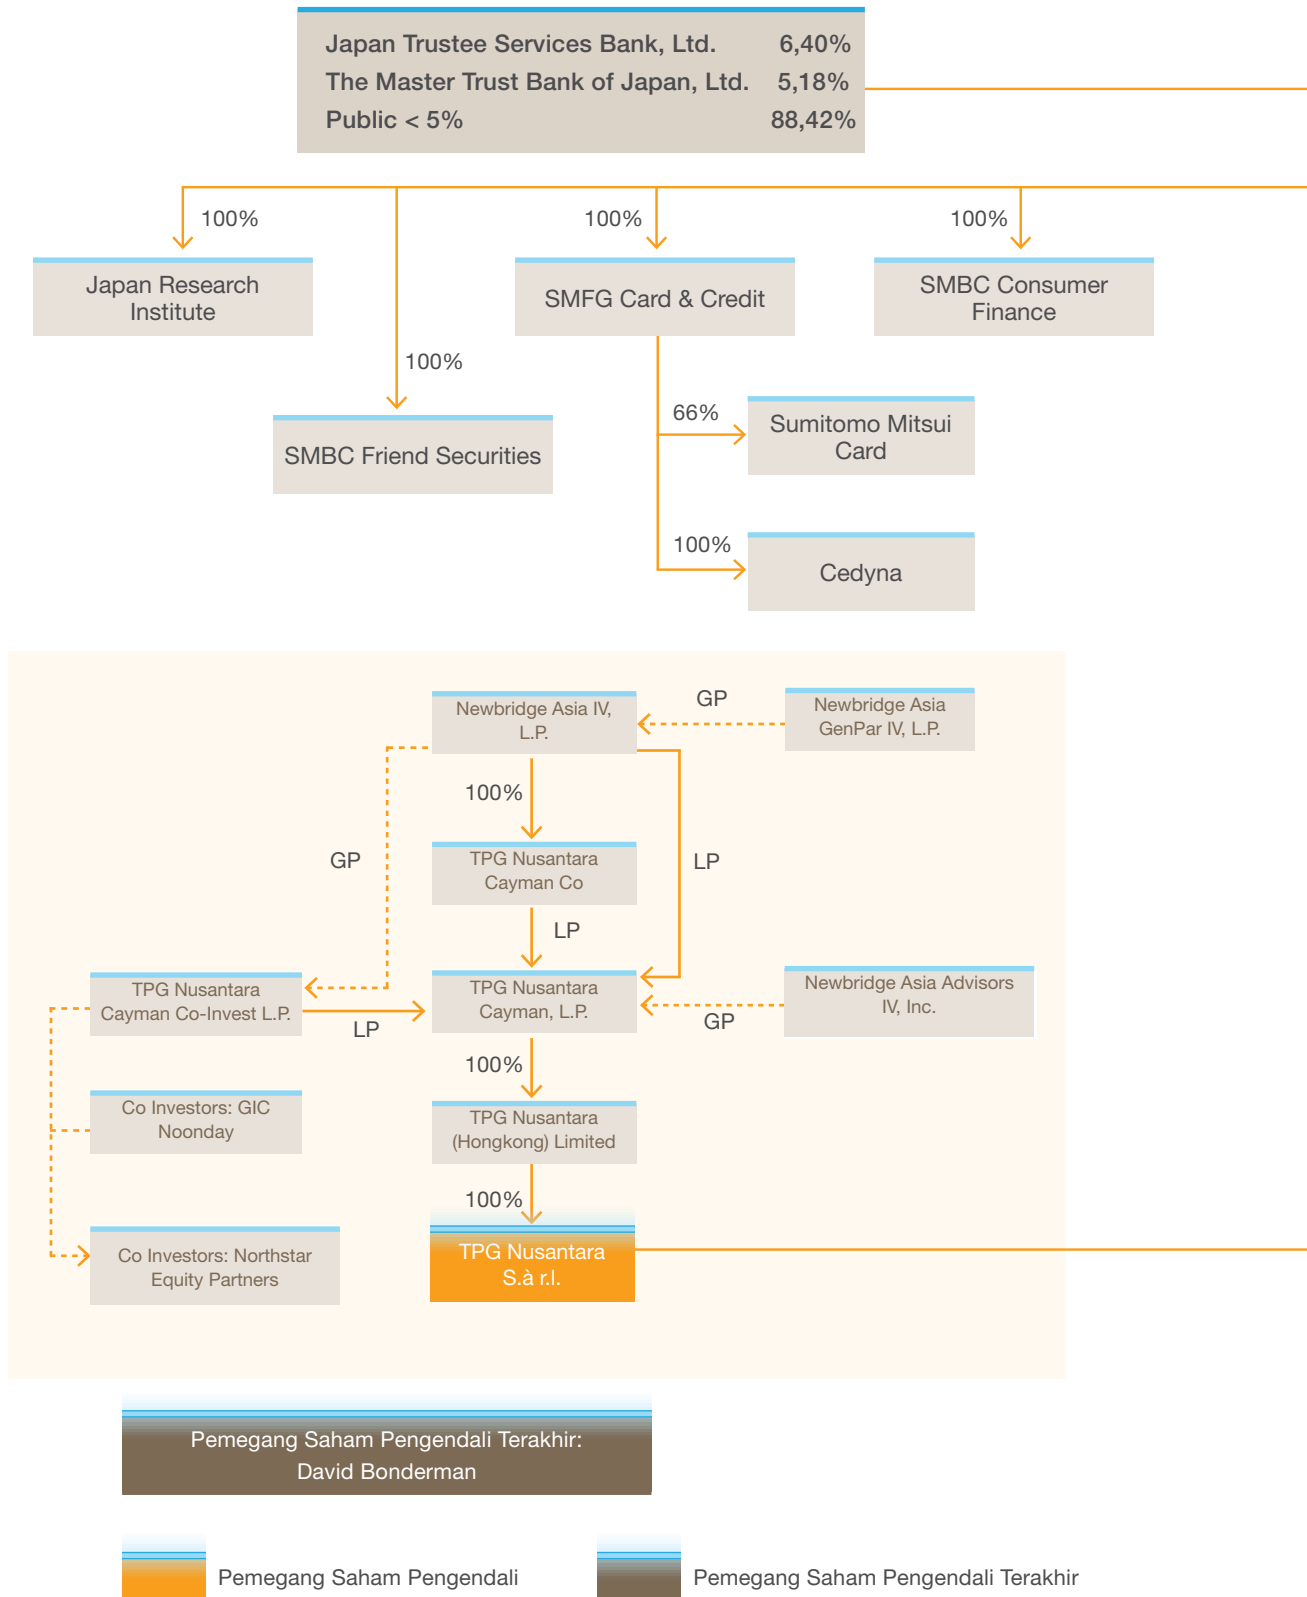 Japan Trustee Services Bank, Ltd. 6,40%
The Master Trust Bank of Japan, Ltd. 5,18%
Public < 5% 88,42%
100%
100%
100%
Japan Research
Institute
SMFG Card & Credit
SMBC Consumer
Finance
100%
SMBC Friend Securities
66%
Sumitomo Mitsui
Card
100%
Cedyna
Newbridge Asia IV,
L.P.
GP
Newbridge Asia
GenPar IV, L.P.
100%
GP
LP
TPG Nusantara
Cayman Co
LP
TPG Nusantara
Cayman Co-Invest L.P.
LP
TPG Nusantara
Cayman, L.P.
GP
Newbridge Asia Advisors
IV, Inc.
100%
Co Investors: GIC
Noonday
TPG Nusantara
(Hongkong) Limited
100%
Co Investors: Northstar
Equity Partners
TPG Nusantara
S.à r.l.
Pemegang Saham Pengendali Terakhir:
David Bonderman
Pemegang Saham Pengendali
Pemegang Saham Pengendali Terakhir